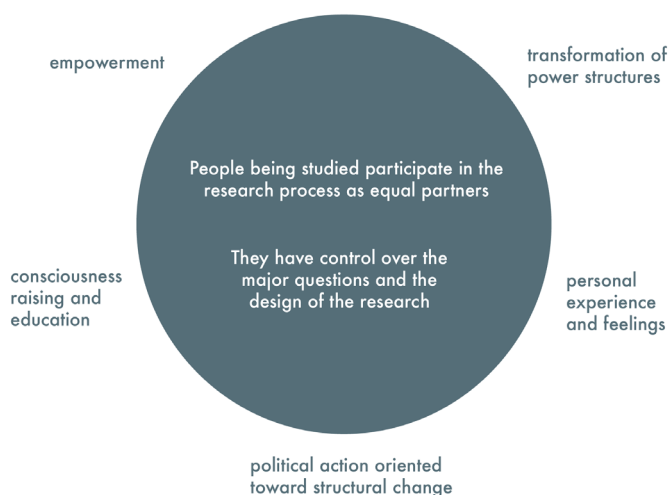 empowerment
transformation of
power structures
People being studied participate in the
research process as equal partners
They have control over the
major questions and the
design of the research
consciousness
raising and
education
personal
experience
and feelings
political action oriented
toward structural change